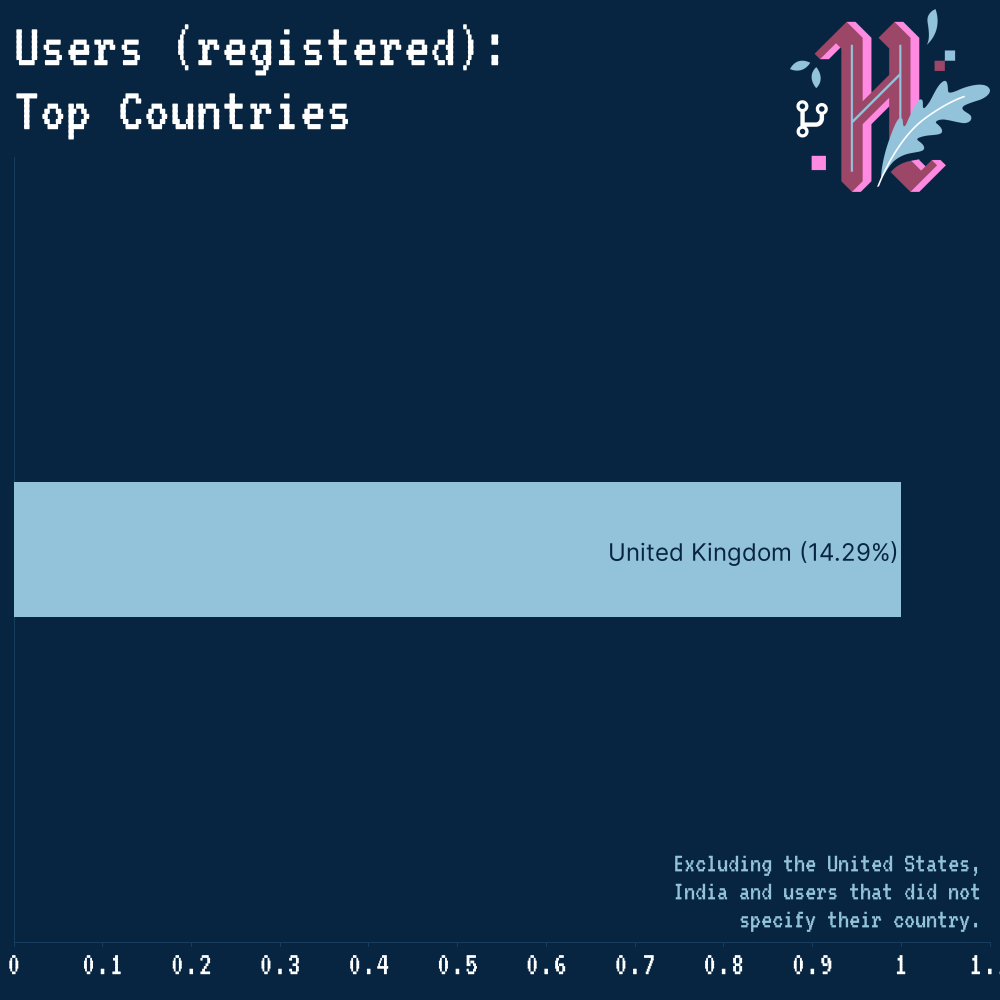 Users (registered):
Top Countries
United Kingdom (14.29%)
Excluding the United States,
India and users that did not
specify their country.
0 0.1 0.2 0.3 0.4 0.5 0.6 0.7 0.8 0.9 1 1.